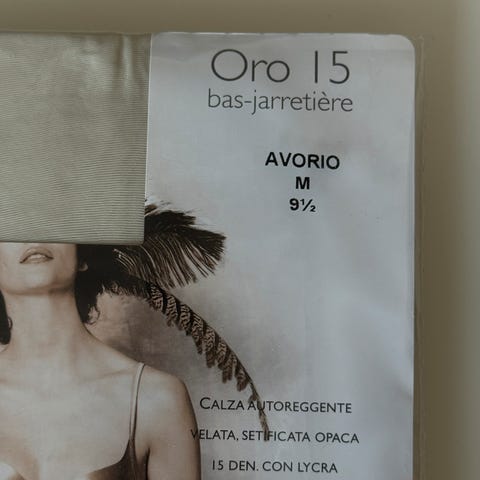 Oro 15
bas-jarretière
AVORIO
M
9½
CALZA AUTOREGGENTE
VELATA, SETIFICATA OPACA
15 DEN. CON LYCRA